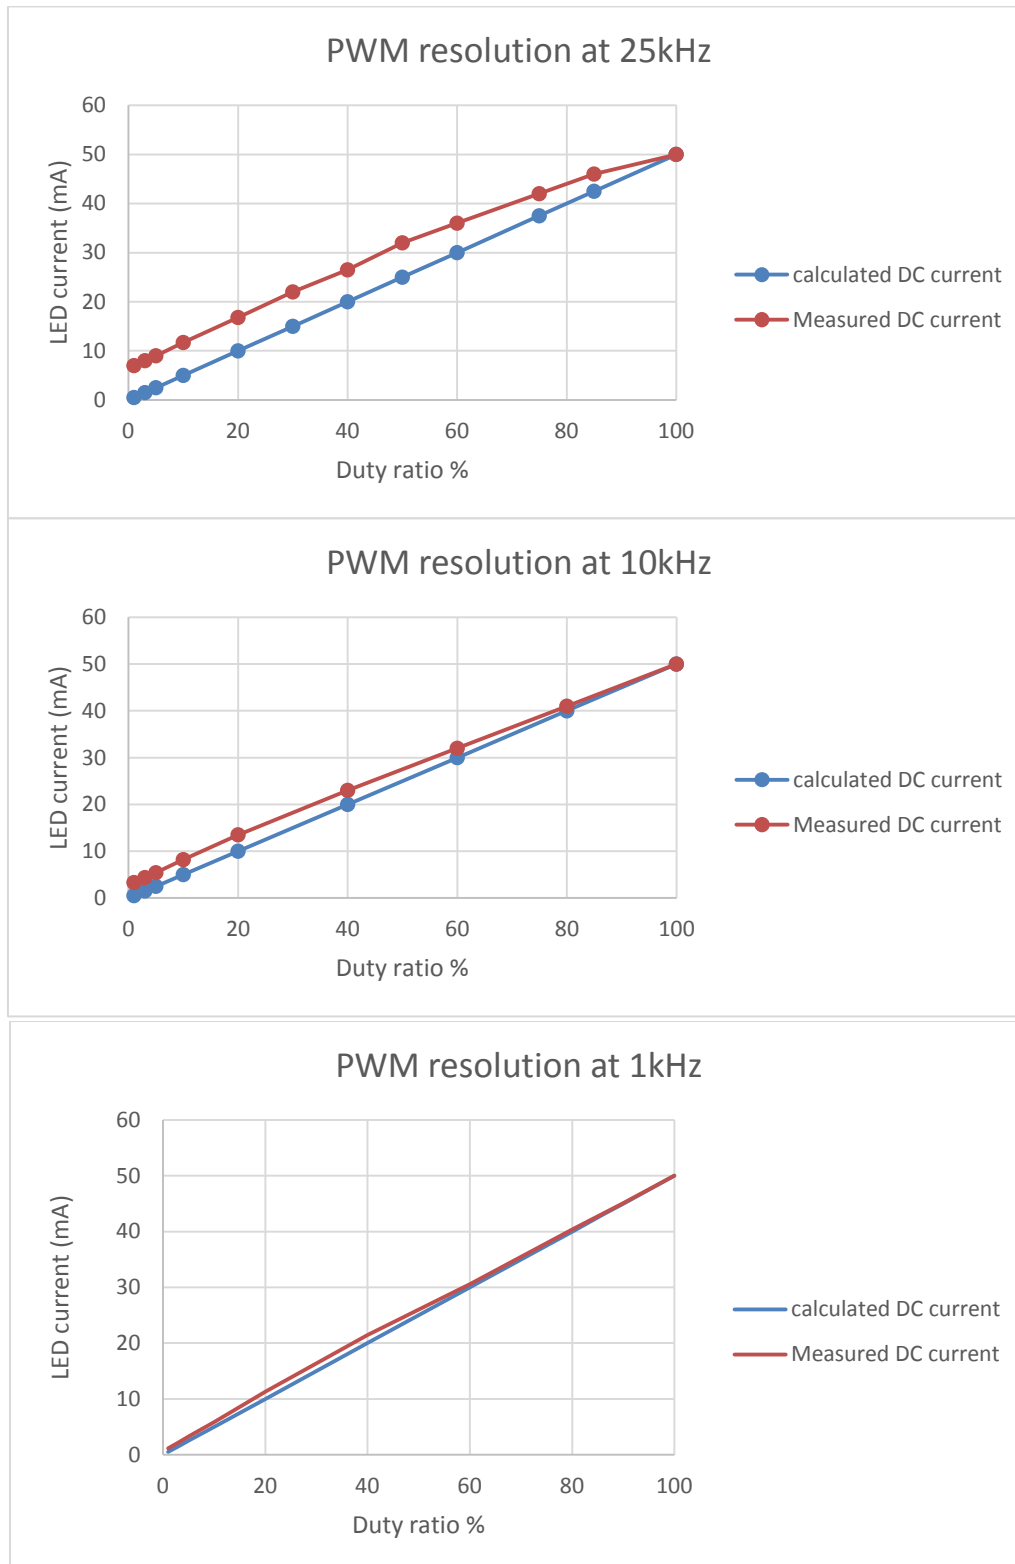 PWM resolution at 25kHz
60
50
40
30
20
10
0
LED current (mA)
0 20 40 60 80 100
Duty ratio %
calculated DC current
Measured DC current
PWM resolution at 10kHz
60
50
40
30
20
10
0
LED current (mA)
0 20 40 60 80 100
Duty ratio %
calculated DC current
Measured DC current
PWM resolution at 1kHz
60
50
40
30
20
10
0
LED current (mA)
0 20 40 60 80 100
Duty ratio %
calculated DC current
Measured DC current